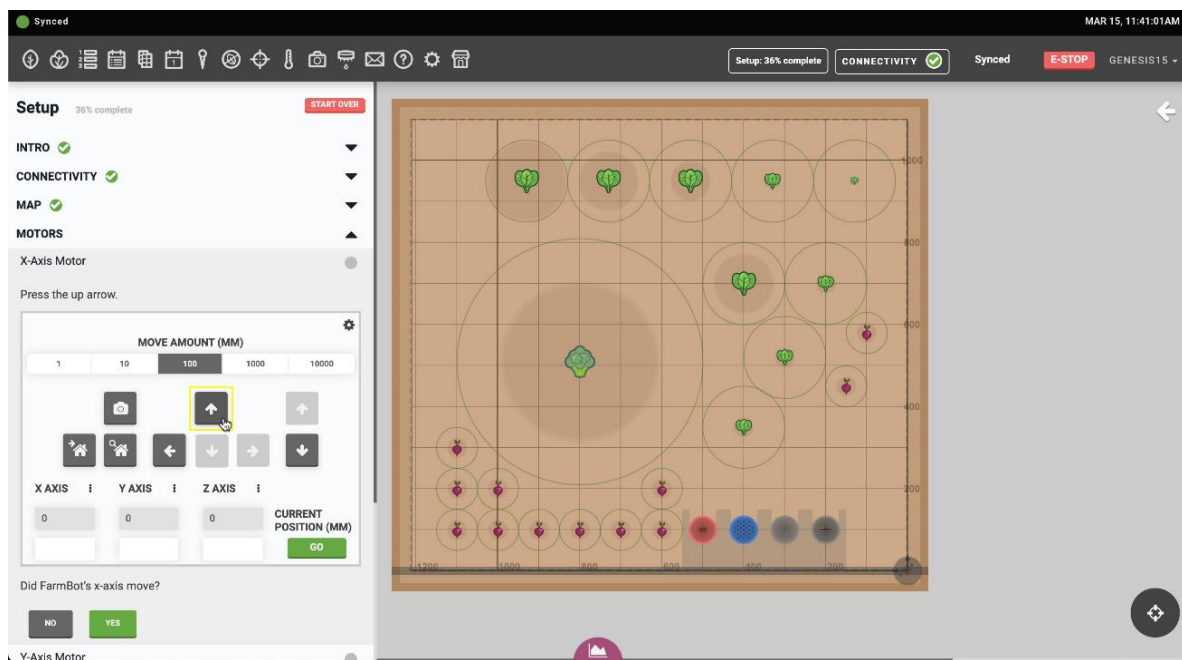 Synced
MAR 15, 11:41:01AM
Setup: 36% complete
CONNECTIVITY
Synced
E-STOP
GENESIS15
Setup 36% complete
START OVER
INTRO
CONNECTIVITY
MAP
MOTORS
X-Axis Motor
Press the up arrow.
MOVE AMOUNT (MM)
1 10 100 1000 10000
X AXIS Y AXIS Z AXIS
0 0 0 CURRENT
POSITION (MM)
GO
Did FarmBot's x-axis move?
NO YES
Y-Axis Motor
1000
800
600
400
200
1200 1000 800 600 400 200